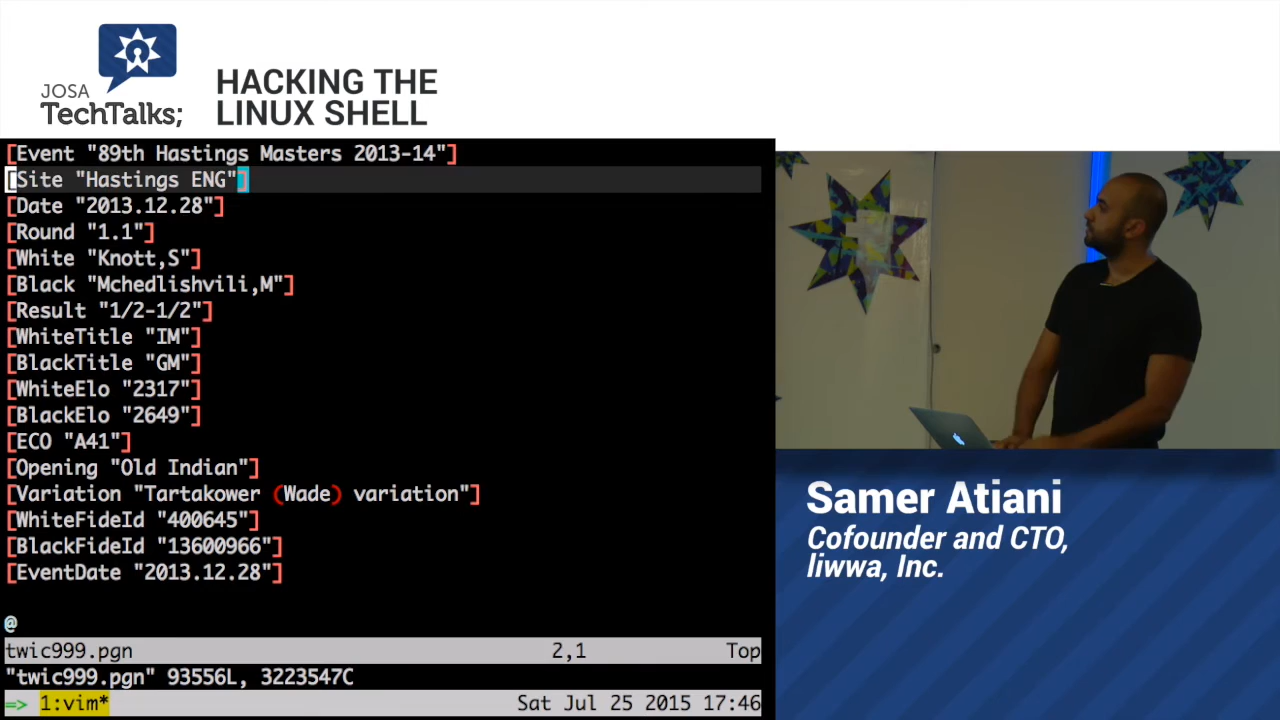 JOSA
TechTalks;
HACKING THE
LINUX SHELL
[Event "89th Hastings Masters 2013-14"]
[Site "Hastings ENG"]
[Date "2013.12.28"]
[Round "1.1"]
[White "Knott,S"]
[Black "Mchedlishvili,M"]
[Result "1/2-1/2"]
[WhiteTitle "IM"]
[BlackTitle "GM"]
[WhiteElo "2317"]
[BlackElo "2649"]
[ECO "A41"]
[Opening "Old Indian"]
[Variation "Tartakower (Wade) variation"]
[WhiteFideId "400645"]
[BlackFideId "13600966"]
[EventDate "2013.12.28"]
@
twic999.pgn 2,1 Top
"twic999.pgn" 93556L, 3223547C
=> 1:vim* Sat Jul 25 2015 17:46
Samer Atiani
Cofounder and CTO,
liwwa, Inc.